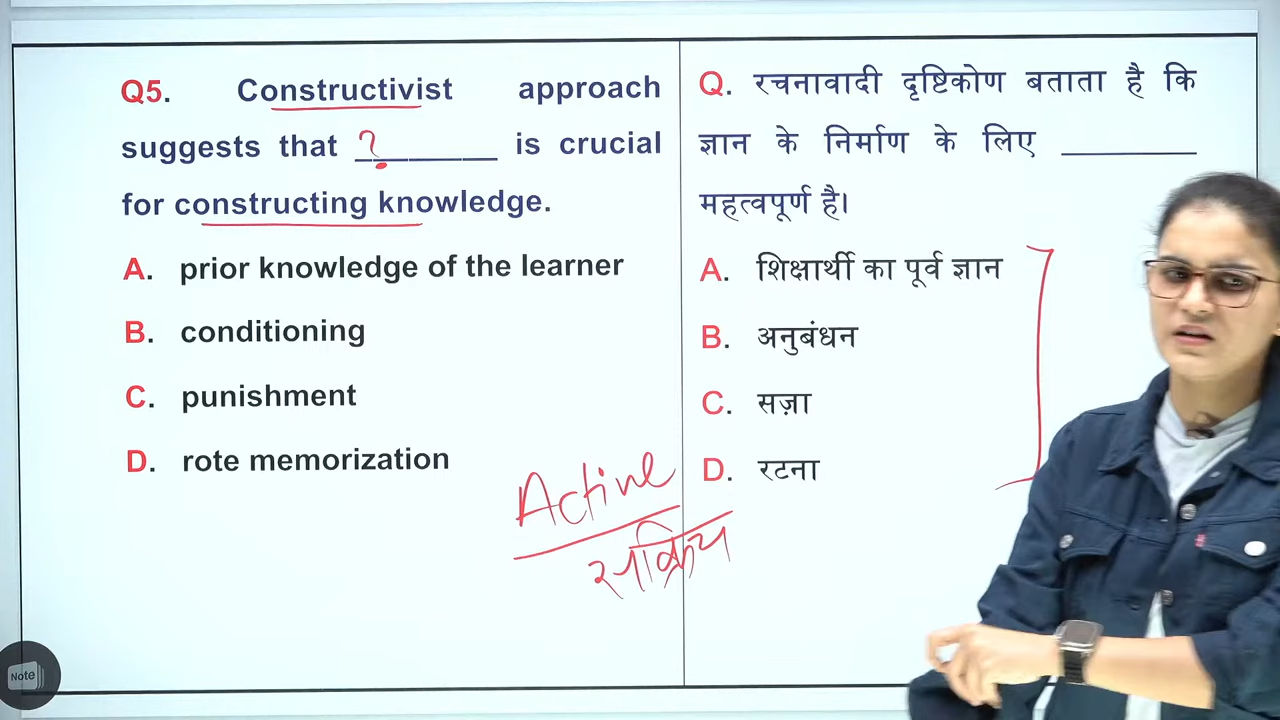 Q5. Constructivist approach
suggests that ? ________ is crucial
for constructing knowledge.
A. prior knowledge of the learner
B. conditioning
C. punishment
D. rote memorization
Active
सक्रिय
Q. रचनावादी दृष्टिकोण बताता है कि
ज्ञान के निर्माण के लिए ________
महत्वपूर्ण है।
A. शिक्षार्थी का पूर्व ज्ञान
B. अनुबंधन
C. सज़ा
D. रटना
Note